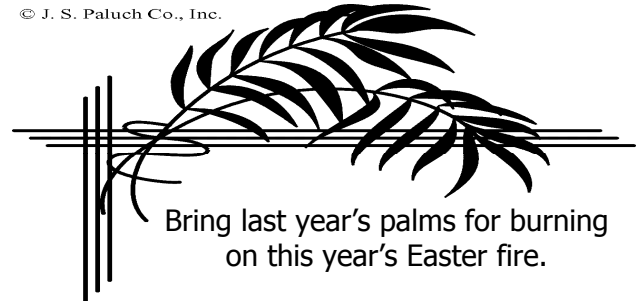 © J. S. Paluch Co., Inc.
Bring last year’s palms for burning
on this year’s Easter fire.